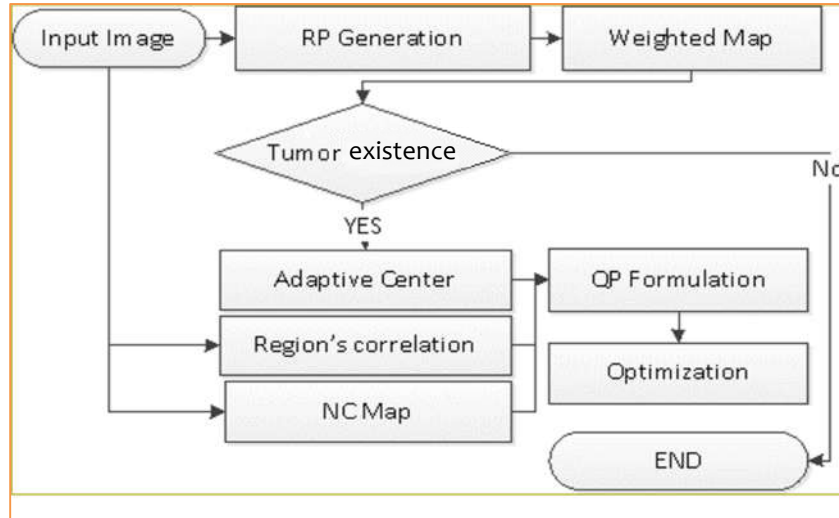 Input Image
RP Generation
Weighted Map
Tumor existence
No
YES
Adaptive Center
QP Formulation
Region's correlation
Optimization
NC Map
END